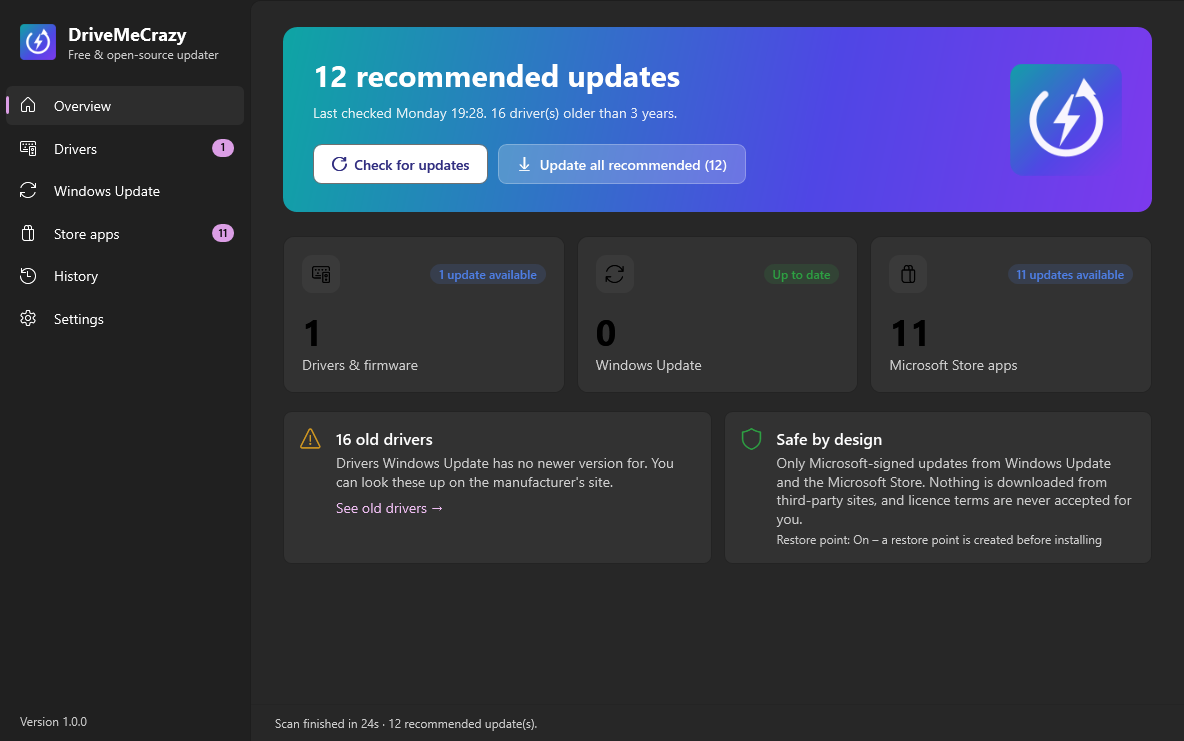 DriveMeCrazy
Free & open-source updater
Overview
Drivers
1
Windows Update
Store apps
11
History
Settings
Version 1.0.0
12 recommended updates
Last checked Monday 19:28. 16 driver(s) older than 3 years.
Check for updates
Update all recommended (12)
1 update available
1
Drivers & firmware
Up to date
0
Windows Update
11 updates available
11
Microsoft Store apps
16 old drivers
Drivers Windows Update has no newer version for. You
can look these up on the manufacturer's site.
See old drivers →
Safe by design
Only Microsoft-signed updates from Windows Update
and the Microsoft Store. Nothing is downloaded from
third-party sites, and licence terms are never accepted for
you.
Restore point: On – a restore point is created before installing
Scan finished in 24s · 12 recommended update(s).